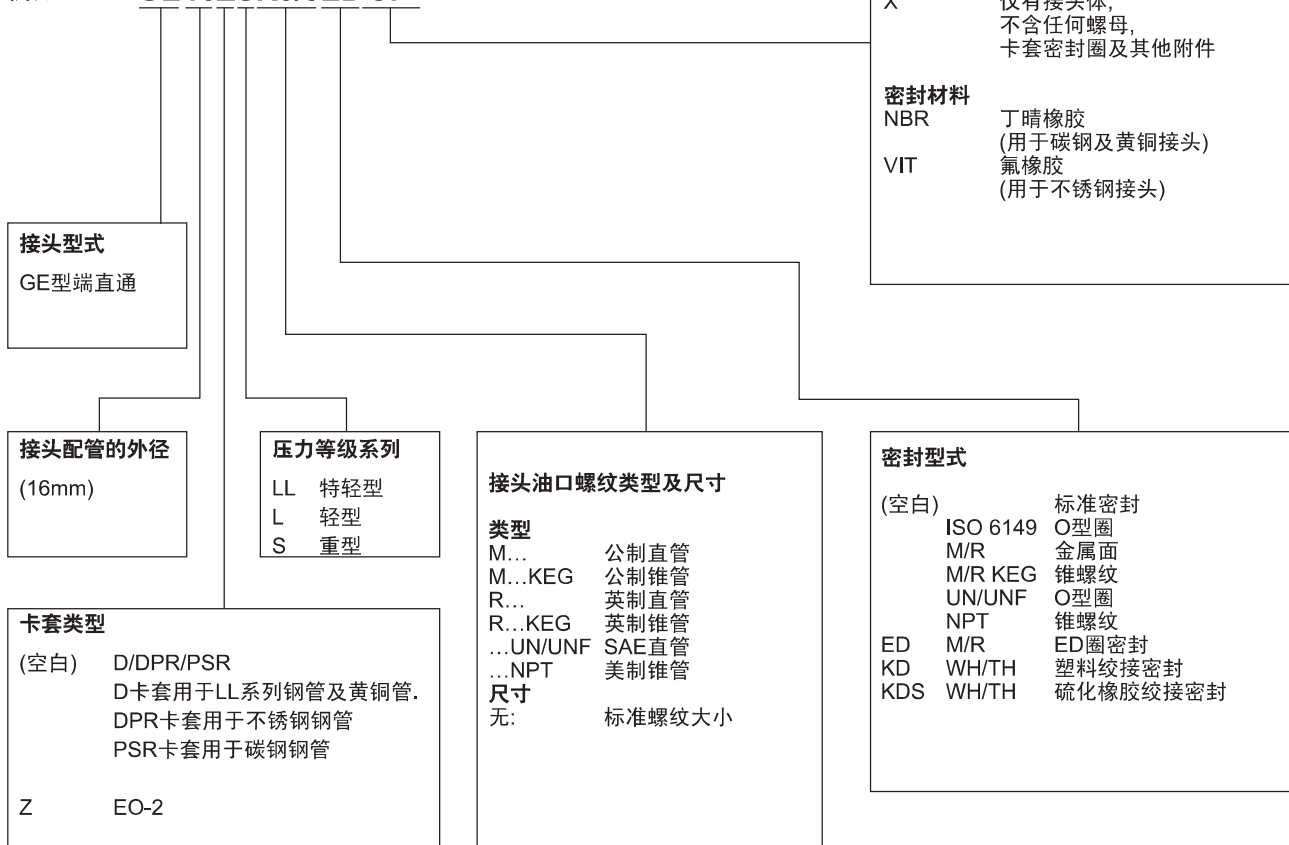 X 仅有接头体,
不含任何螺母,
卡套密封圈及其他附件
密封材料
NBR 丁晴橡胶
(用于碳钢及黄铜接头)
VIT 氟橡胶
(用于不锈钢接头)
接头型式
GE型端直通
接头配管的外径
(16mm)
压力等级系列
LL 特轻型
L 轻型
S 重型
卡套类型
(空白) D/DPR/PSR
D卡套用于LL系列钢管及黄铜管.
DPR卡套用于不锈钢钢管
PSR卡套用于碳钢钢管
Z EO-2
接头油口螺纹类型及尺寸
类型
M... 公制直管
M...KEG 公制锥管
R... 英制直管
R...KEG 英制锥管
...UN/UNF SAE直管
...NPT 美制锥管
尺寸
无: 标准螺纹大小
密封型式
(空白) 标准密封
ISO 6149 O型圈
M/R 金属面
M/R KEG 锥螺纹
UN/UNF O型圈
NPT 锥螺纹
ED M/R ED圈密封
KD WH/TH 塑料绞接密封
KDS WH/TH 硫化橡胶绞接密封